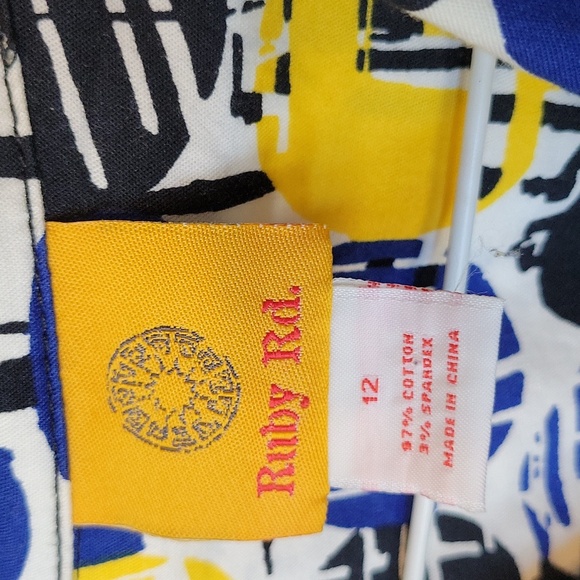 Ruby Rd.
12
97% COTTON
3% SPANDEX
MADE IN CHINA